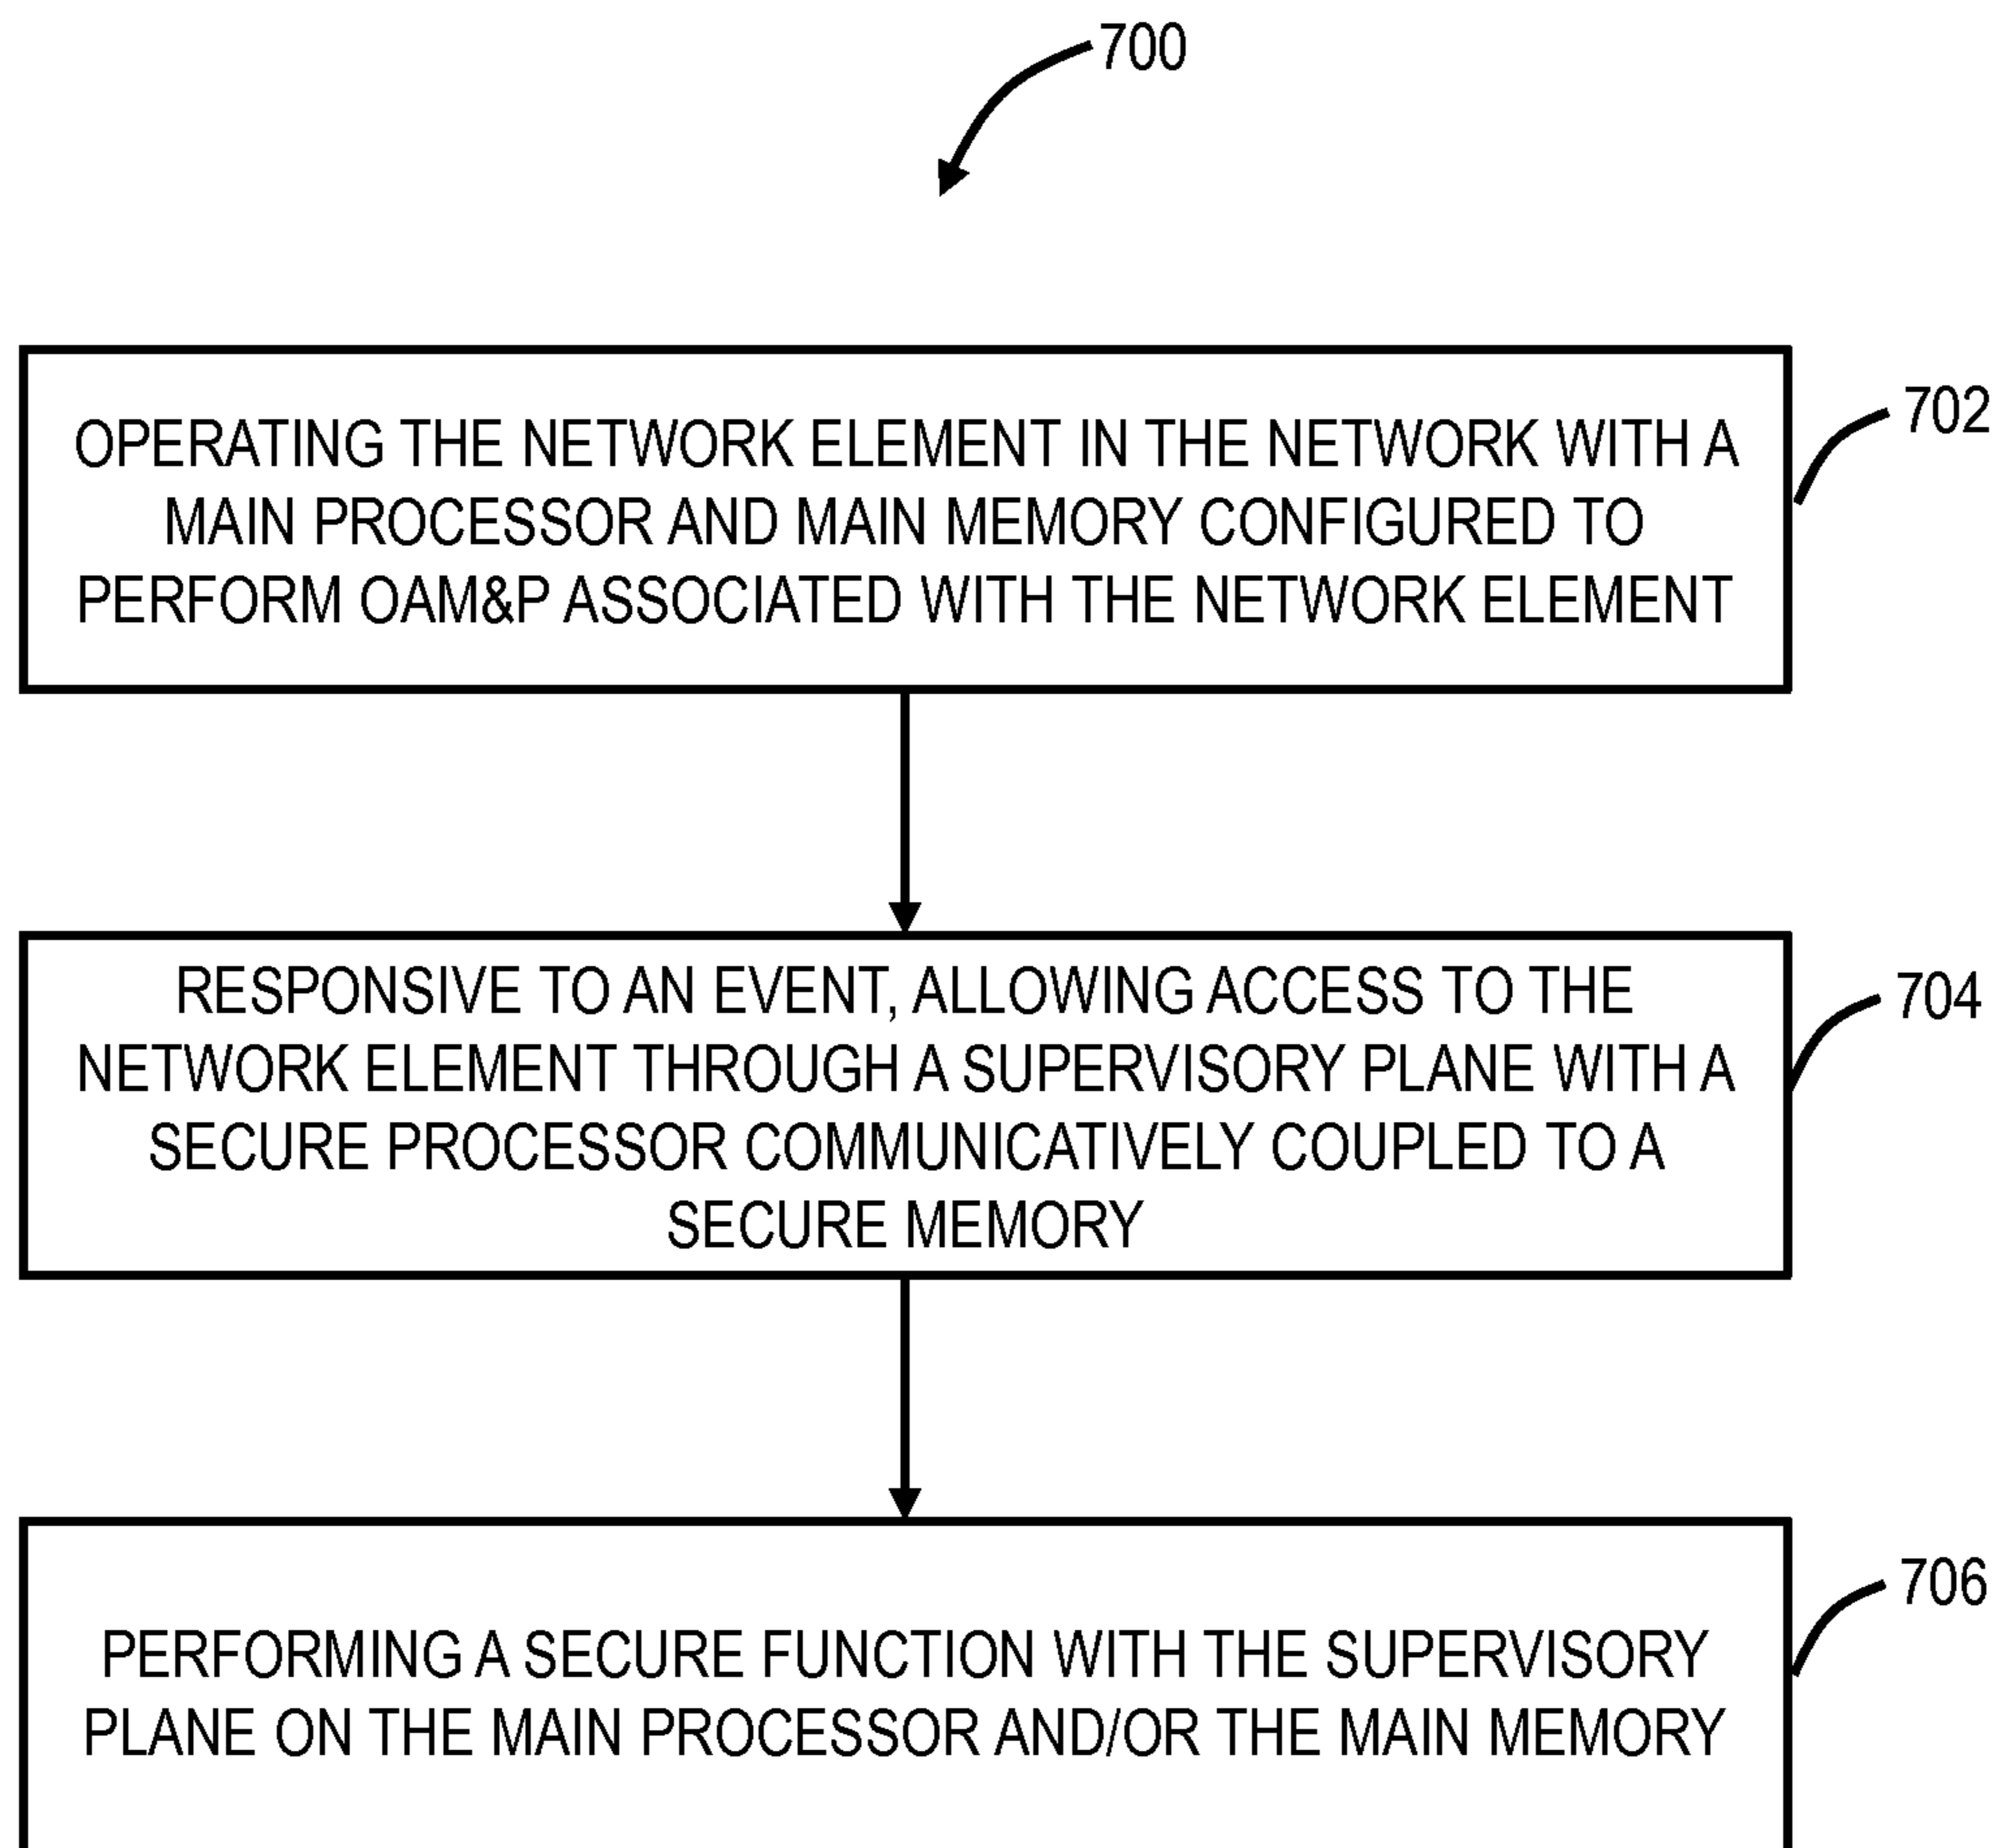 700
OPERATING THE NETWORK ELEMENT IN THE NETWORK WITH A
MAIN PROCESSOR AND MAIN MEMORY CONFIGURED TO
PERFORM OAM&P ASSOCIATED WITH THE NETWORK ELEMENT
702
RESPONSIVE TO AN EVENT, ALLOWING ACCESS TO THE
NETWORK ELEMENT THROUGH A SUPERVISORY PLANE WITH A
SECURE PROCESSOR COMMUNICATIVELY COUPLED TO A
SECURE MEMORY
704
PERFORMING A SECURE FUNCTION WITH THE SUPERVISORY
PLANE ON THE MAIN PROCESSOR AND/OR THE MAIN MEMORY
706